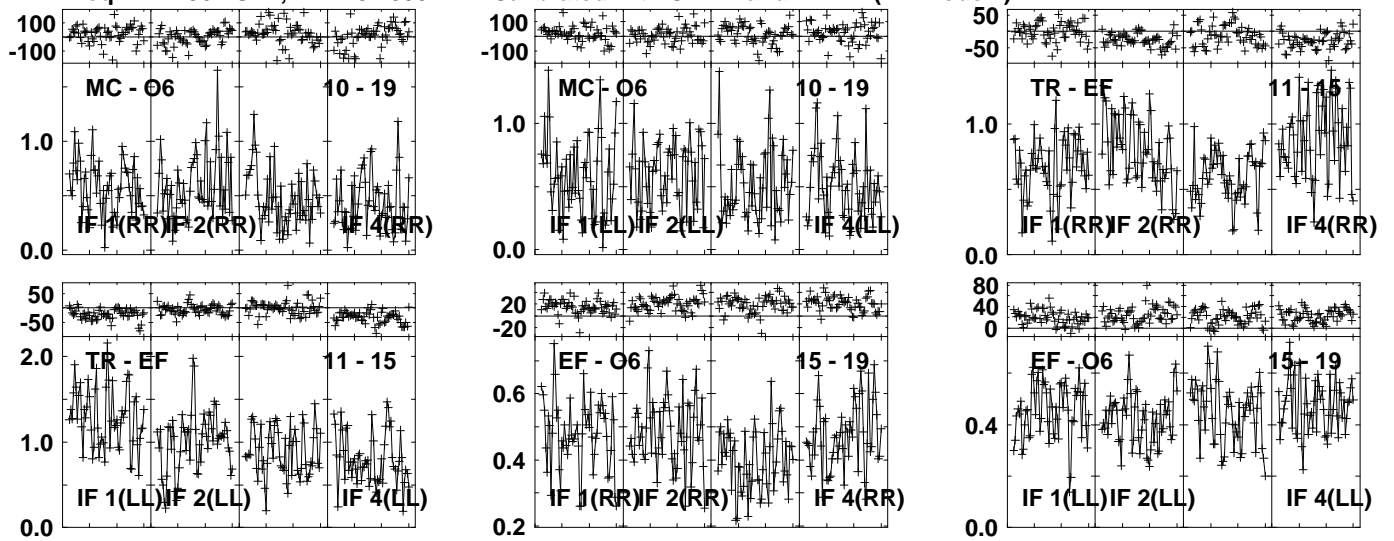 100
-100
MC - O6 10 - 19
1.0
IF 1(RR) IF 2(RR) IF 4(RR)
0.0
100
-100
MC - O6 10 - 19
1.0
IF 1(LL) IF 2(LL) IF 4(LL)
0.0
50
-50
TR - EF 11 - 15
1.0
IF 1(RR) IF 2(RR) IF 4(RR)
0.0
50
-50
TR - EF 11 - 15
2.0
1.0
IF 1(LL) IF 2(LL) IF 4(LL)
0.0
20
-20
EF - O6 15 - 19
0.6
0.4
IF 1(RR) IF 2(RR) IF 4(RR)
0.2
80
40
0
EF - O6 15 - 19
0.4
IF 1(LL) IF 2(LL) IF 4(LL)
0.0